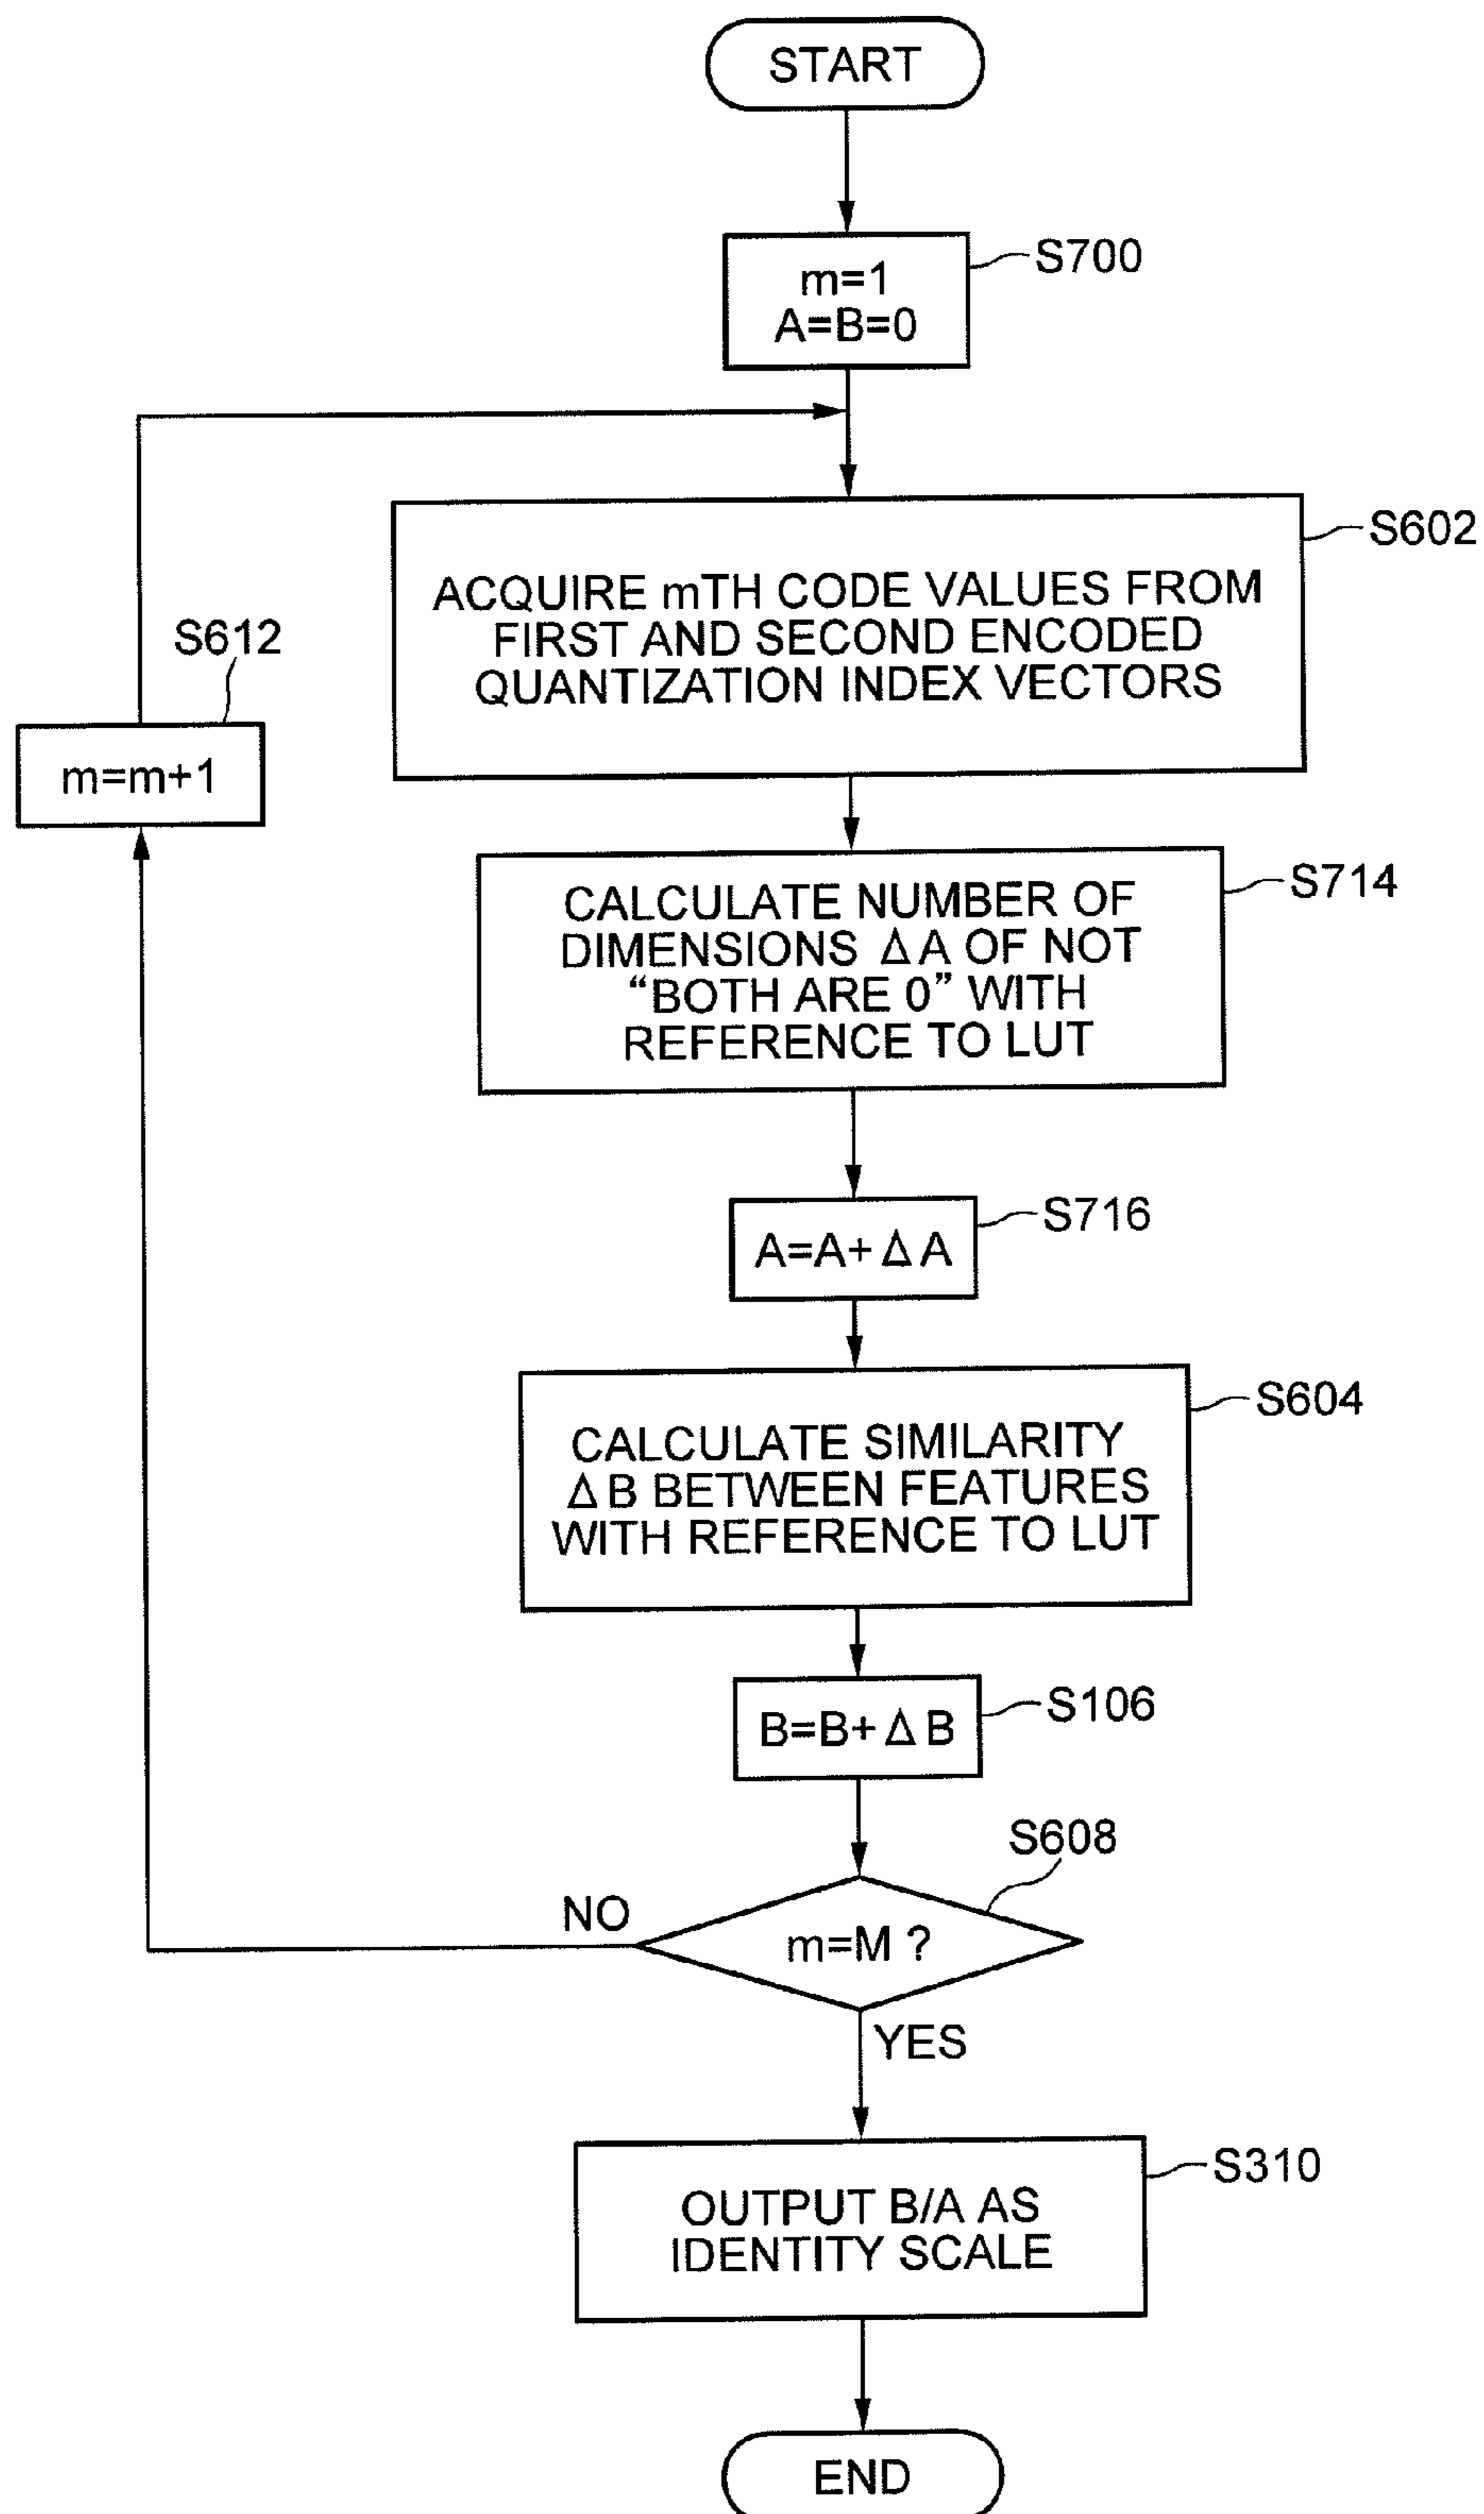 START
S700
m=1
A=B=0
S602
ACQUIRE mTH CODE VALUES FROM
FIRST AND SECOND ENCODED
QUANTIZATION INDEX VECTORS
S612
m=m+1
S714
CALCULATE NUMBER OF
DIMENSIONS ΔA OF NOT
“BOTH ARE 0” WITH
REFERENCE TO LUT
S716
A=A+ΔA
S604
CALCULATE SIMILARITY
ΔB BETWEEN FEATURES
WITH REFERENCE TO LUT
S106
B=B+ΔB
S608
NO
m=M ?
YES
S310
OUTPUT B/A AS
IDENTITY SCALE
END